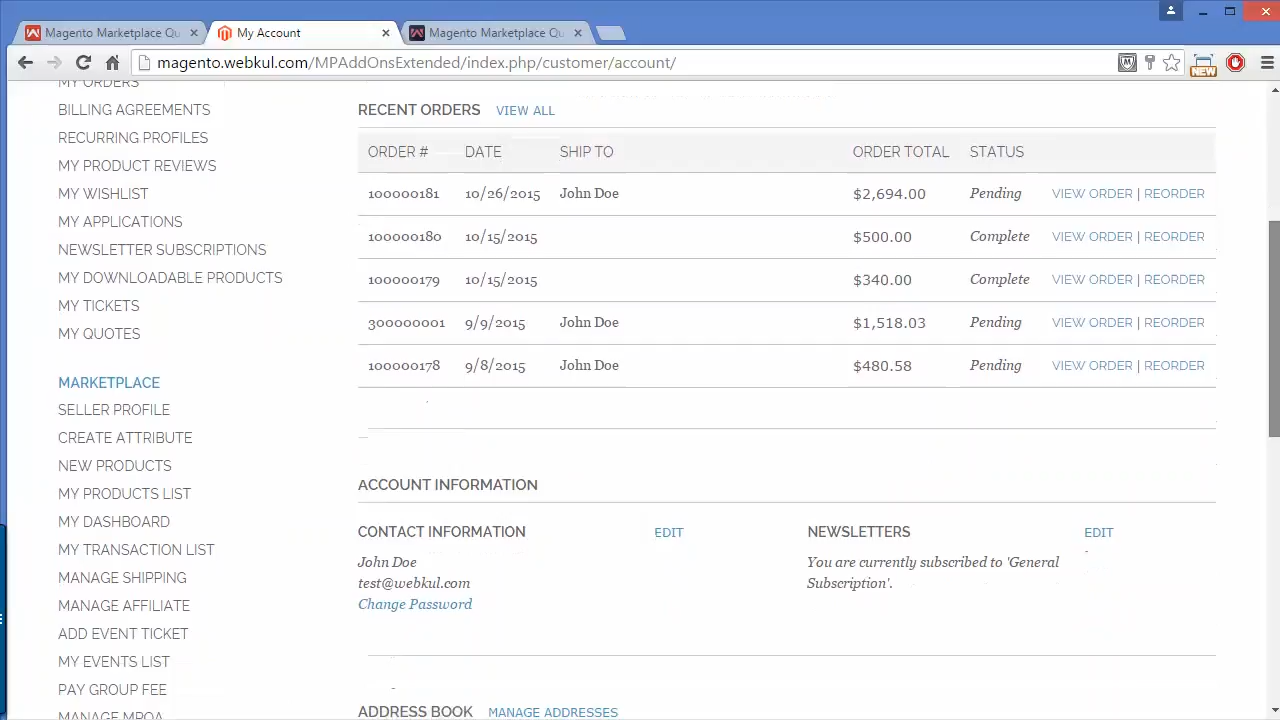 Magento Marketplace Qu
My Account
Magento Marketplace Qu
magento.webkul.com/MPAddOnsExtended/index.php/customer/account/
NEW
MY ORDERS
BILLING AGREEMENTS
RECURRING PROFILES
MY PRODUCT REVIEWS
MY WISHLIST
MY APPLICATIONS
NEWSLETTER SUBSCRIPTIONS
MY DOWNLOADABLE PRODUCTS
MY TICKETS
MY QUOTES
MARKETPLACE
SELLER PROFILE
CREATE ATTRIBUTE
NEW PRODUCTS
MY PRODUCTS LIST
MY DASHBOARD
MY TRANSACTION LIST
MANAGE SHIPPING
MANAGE AFFILIATE
ADD EVENT TICKET
MY EVENTS LIST
PAY GROUP FEE
MANAGE MPQA
RECENT ORDERS VIEW ALL
ORDER # DATE SHIP TO ORDER TOTAL STATUS
100000181 10/26/2015 John Doe $2,694.00 Pending VIEW ORDER | REORDER
100000180 10/15/2015 $500.00 Complete VIEW ORDER | REORDER
100000179 10/15/2015 $340.00 Complete VIEW ORDER | REORDER
300000001 9/9/2015 John Doe $1,518.03 Pending VIEW ORDER | REORDER
100000178 9/8/2015 John Doe $480.58 Pending VIEW ORDER | REORDER
ACCOUNT INFORMATION
CONTACT INFORMATION EDIT
John Doe
test@webkul.com
Change Password
NEWSLETTERS EDIT
You are currently subscribed to 'General
Subscription'.
ADDRESS BOOK MANAGE ADDRESSES